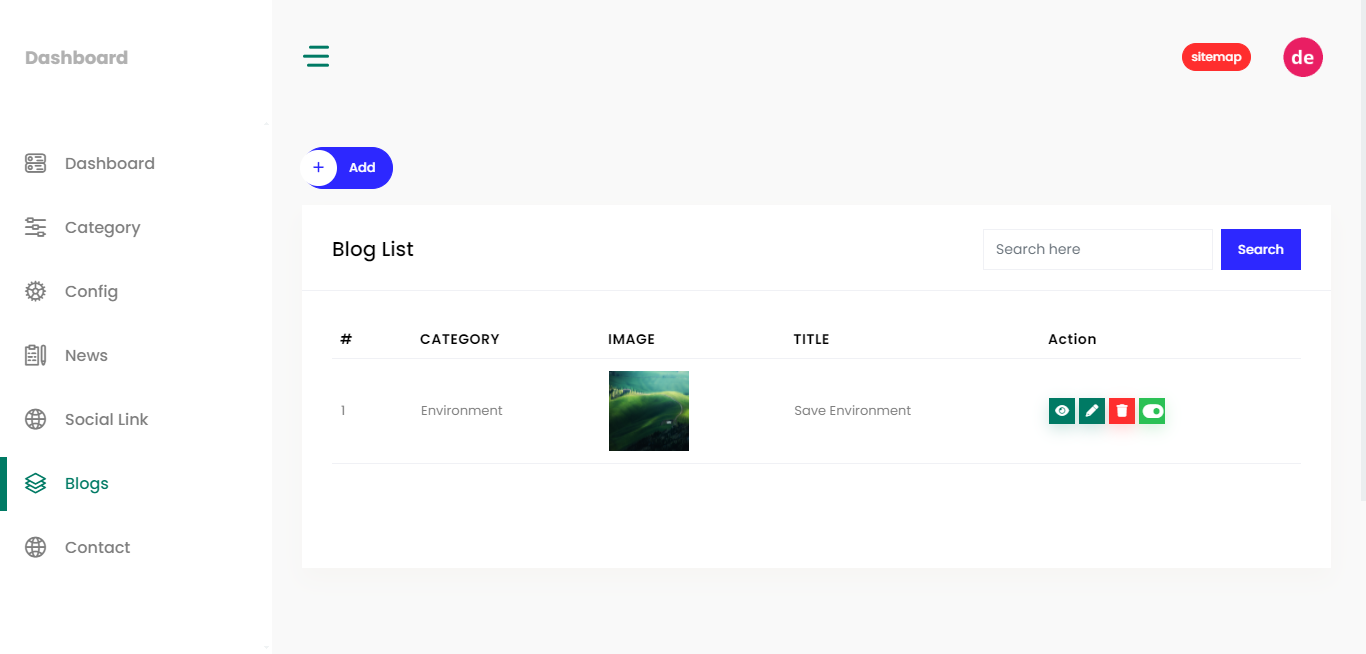 Dashboard
sitemap
de
Dashboard
Category
Config
News
Social Link
Blogs
Contact
+ Add
Blog List
Search here
Search
# CATEGORY IMAGE TITLE Action
1 Environment Save Environment